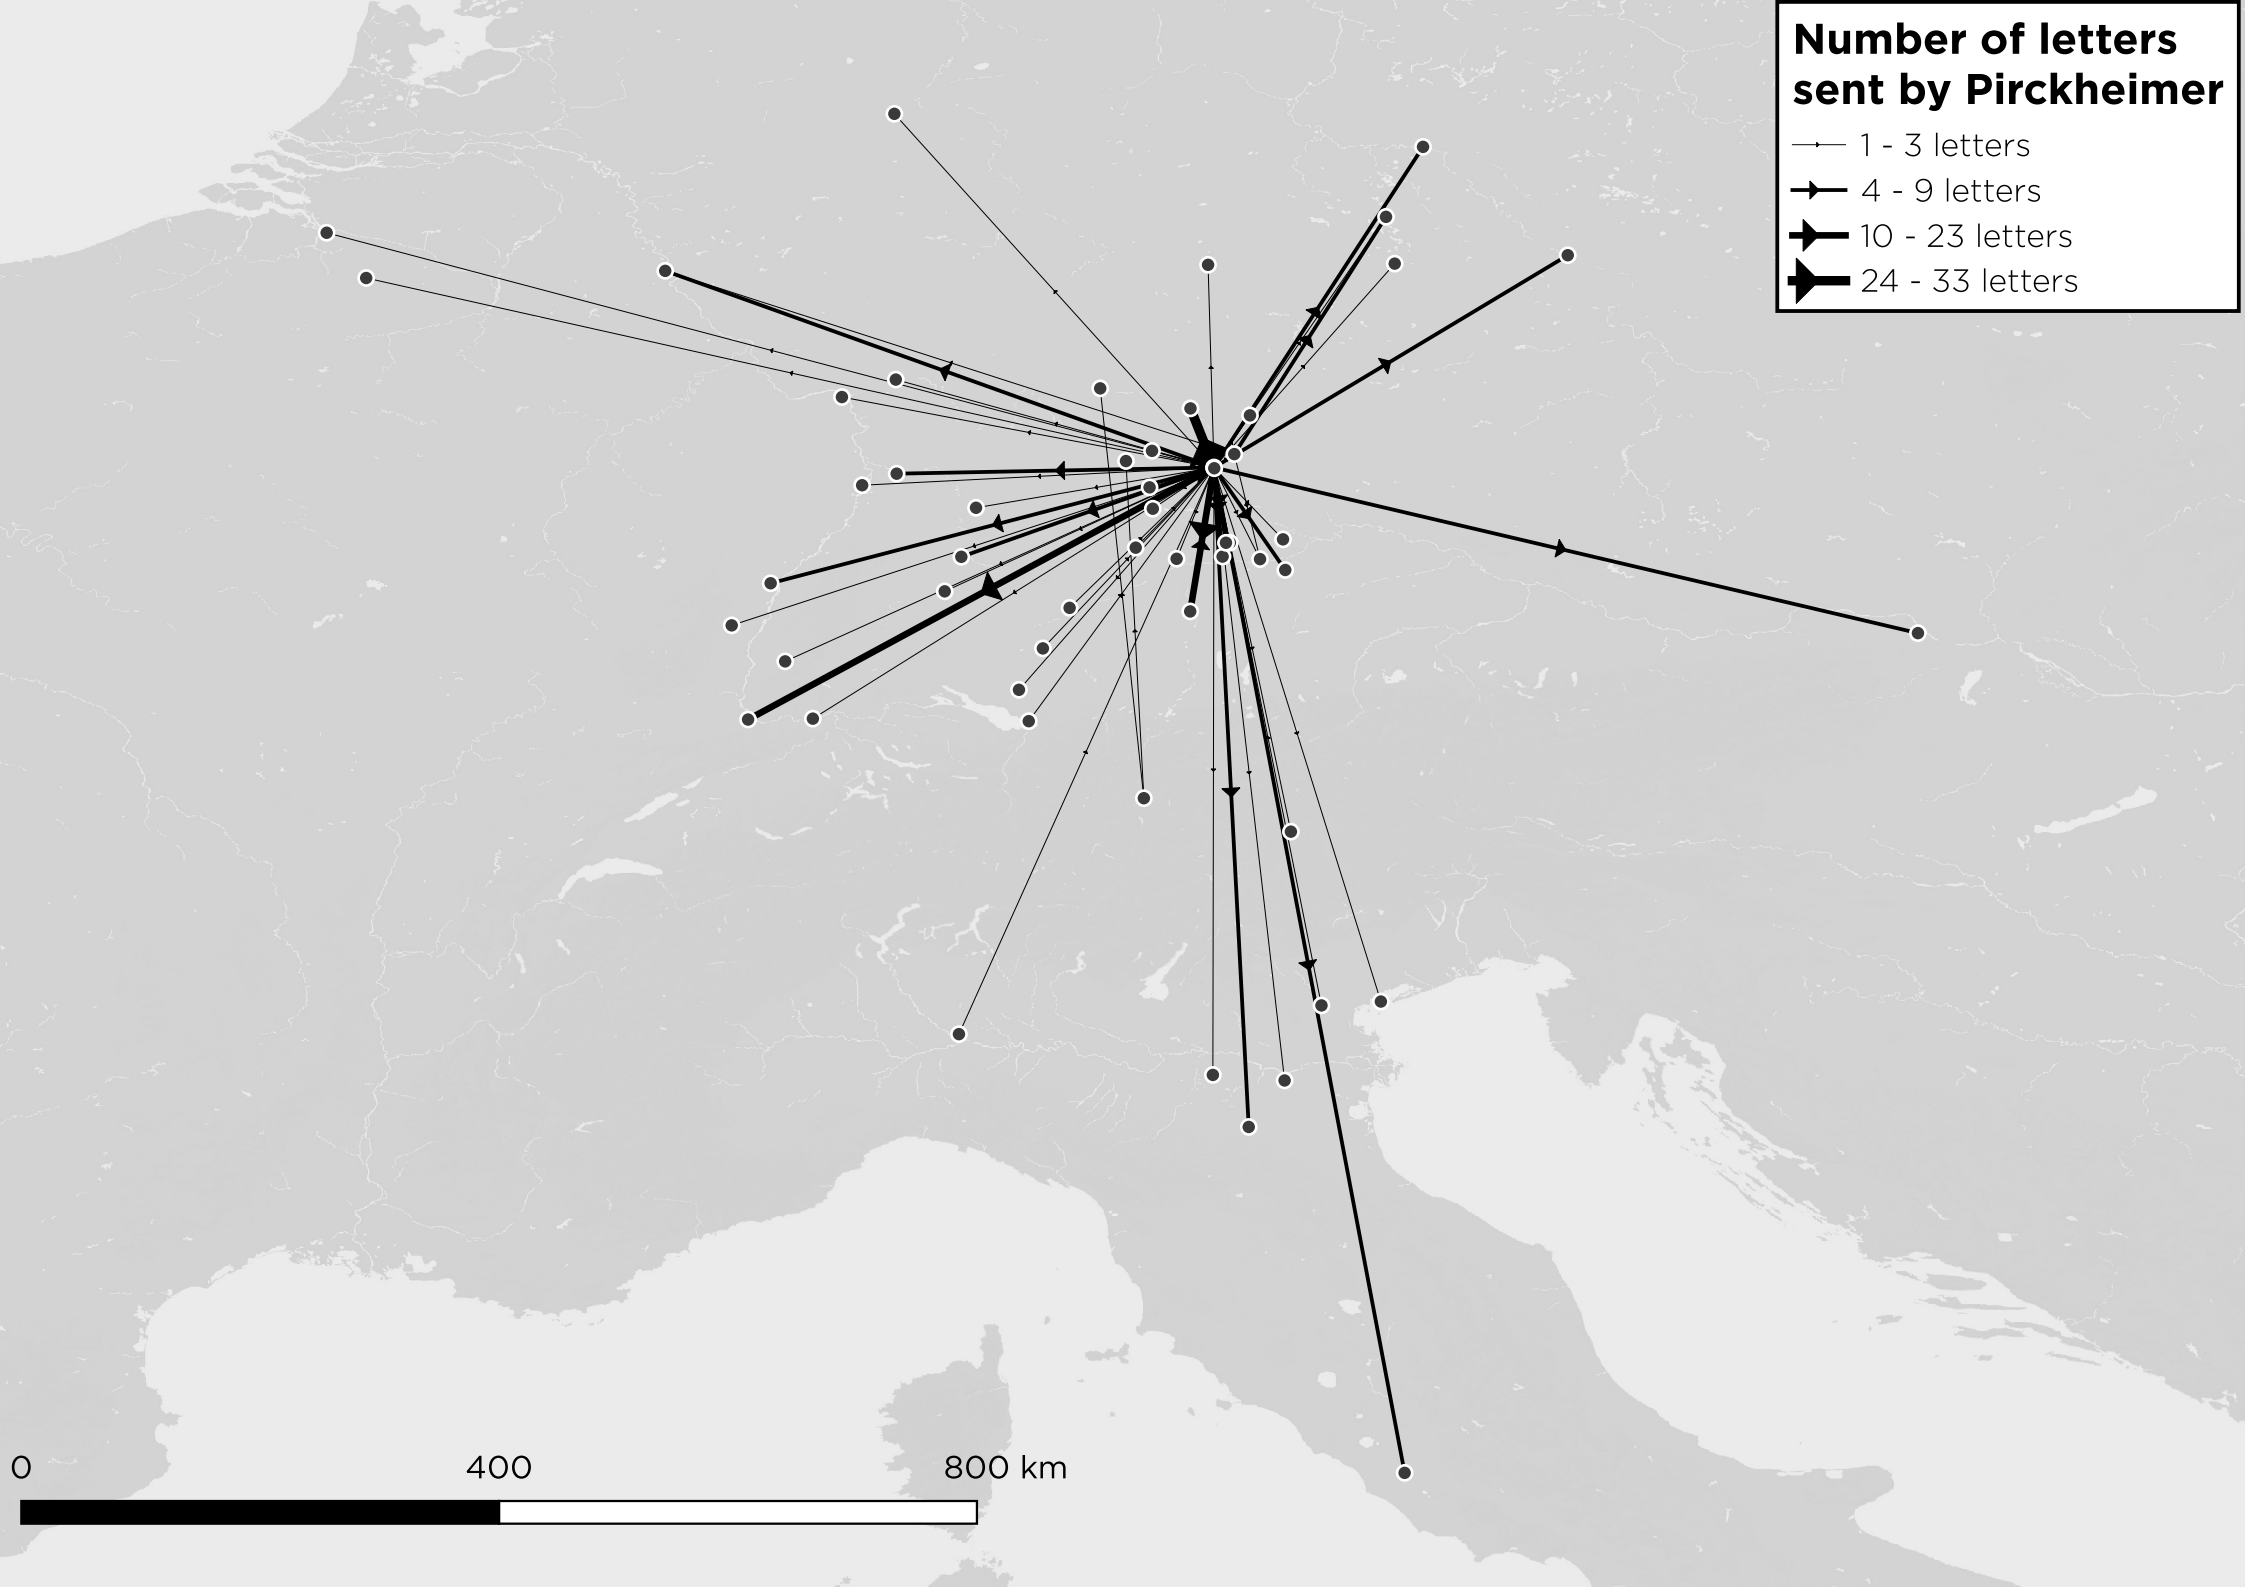 Number of letters
sent by Pirckheimer
1 - 3 letters
4 - 9 letters
10 - 23 letters
24 - 33 letters
0 400 800 km